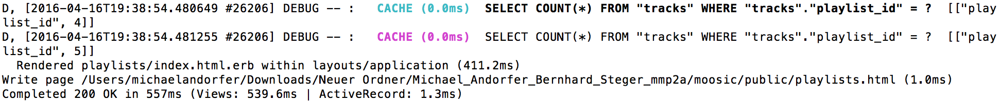 D, [2016-04-16T19:38:54.480649 #26206] DEBUG -- :   CACHE (0.0ms)  SELECT COUNT(*) FROM "tracks" WHERE "tracks"."playlist_id" = ?  [["play
list_id", 4]]
D, [2016-04-16T19:38:54.481255 #26206] DEBUG -- :   CACHE (0.0ms)  SELECT COUNT(*) FROM "tracks" WHERE "tracks"."playlist_id" = ?  [["play
list_id", 5]]
  Rendered playlists/index.html.erb within layouts/application (411.2ms)
Write page /Users/michaelandorfer/Downloads/Neuer Ordner/Michael_Andorfer_Bernhard_Steger_mmp2a/moosic/public/playlists.html (1.0ms)
Completed 200 OK in 557ms (Views: 539.6ms | ActiveRecord: 1.3ms)